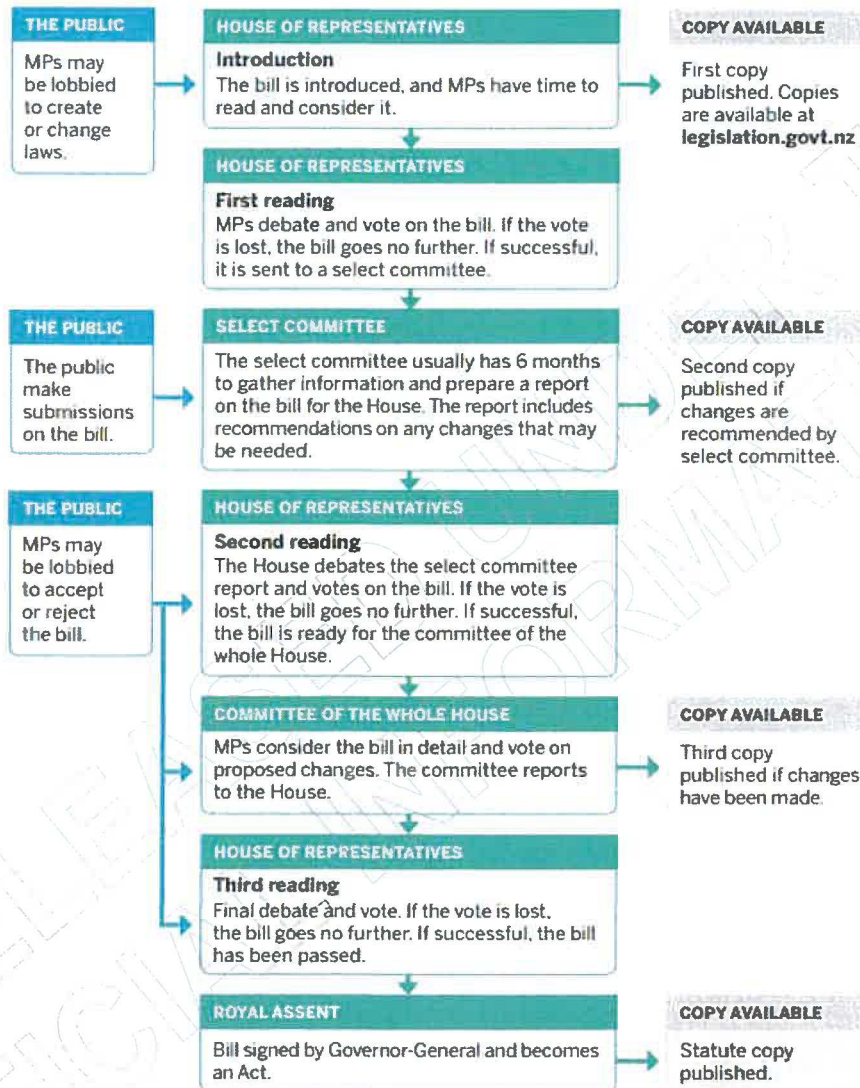 THE PUBLIC
MPs may
be lobbied
to create
or change
laws.
HOUSE OF REPRESENTATIVES
Introduction
The bill is introduced, and MPs have time to
read and consider it.
COPY AVAILABLE
First copy
published. Copies
are available at
legislation.govt.nz
HOUSE OF REPRESENTATIVES
First reading
MPs debate and vote on the bill. If the vote
is lost, the bill goes no further. If successful,
it is sent to a select committee.
THE PUBLIC
The public
make
submissions
on the bill.
SELECT COMMITTEE
The select committee usually has 6 months
to gather information and prepare a report
on the bill for the House. The report includes
recommendations on any changes that may
be needed.
COPY AVAILABLE
Second copy
published if
changes are
recommended by
select committee.
THE PUBLIC
MPs may
be lobbied
to accept
or reject
the bill.
HOUSE OF REPRESENTATIVES
Second reading
The House debates the select committee
report and votes on the bill. If the vote is
lost, the bill goes no further. If successful,
the bill is ready for the committee of the
whole House.
COMMITTEE OF THE WHOLE HOUSE
MPs consider the bill in detail and vote on
proposed changes. The committee reports
to the House.
COPY AVAILABLE
Third copy
published if changes
have been made.
HOUSE OF REPRESENTATIVES
Third reading
Final debate and vote. If the vote is lost,
the bill goes no further. If successful, the bill
has been passed.
ROYAL ASSENT
Bill signed by Governor-General and becomes
an Act.
COPY AVAILABLE
Statute copy
published.